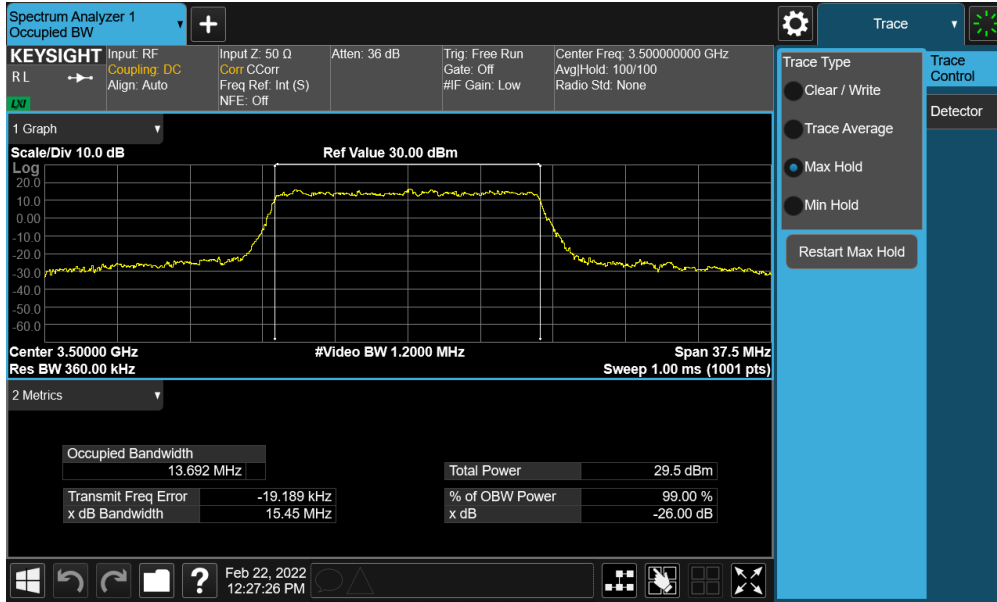 Spectrum Analyzer 1
Occupied BW
+
Trace
KEYSIGHT
R L
LXI
Input: RF
Coupling: DC
Align: Auto
Input Z: 50 Ω
Corr CCorr
Freq Ref: Int (S)
NFE: Off
Atten: 36 dB
Trig: Free Run
Gate: Off
#IF Gain: Low
Center Freq: 3.500000000 GHz
Avg|Hold: 100/100
Radio Std: None
1 Graph
Scale/Div 10.0 dB
Ref Value 30.00 dBm
Log
20.0
10.0
0.00
-10.0
-20.0
-30.0
-40.0
-50.0
-60.0
Center 3.50000 GHz
#Video BW 1.2000 MHz
Span 37.5 MHz
Res BW 360.00 kHz
Sweep 1.00 ms (1001 pts)
2 Metrics
Occupied Bandwidth
13.692 MHz
Total Power 29.5 dBm
Transmit Freq Error -19.189 kHz
% of OBW Power 99.00 %
x dB Bandwidth 15.45 MHz
x dB -26.00 dB
Trace Type
Clear / Write
Trace Average
Max Hold
Min Hold
Restart Max Hold
Trace
Control
Detector
?
Feb 22, 2022
12:27:26 PM